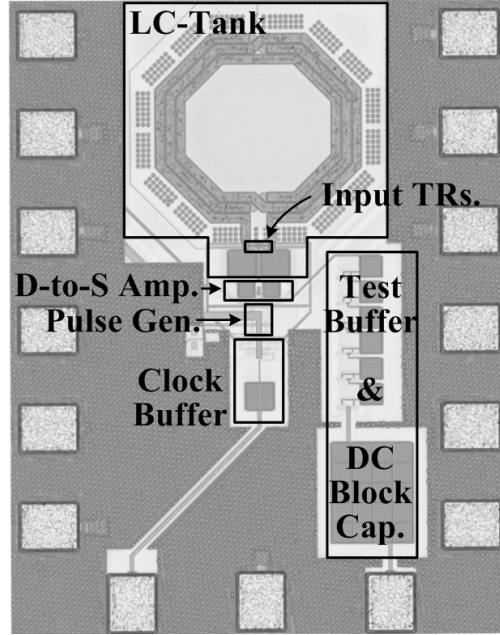 LC-Tank
Input TRs.
D-to-S Amp.
Pulse Gen.
Test
Buffer
&
Clock
Buffer
DC
Block
Cap.